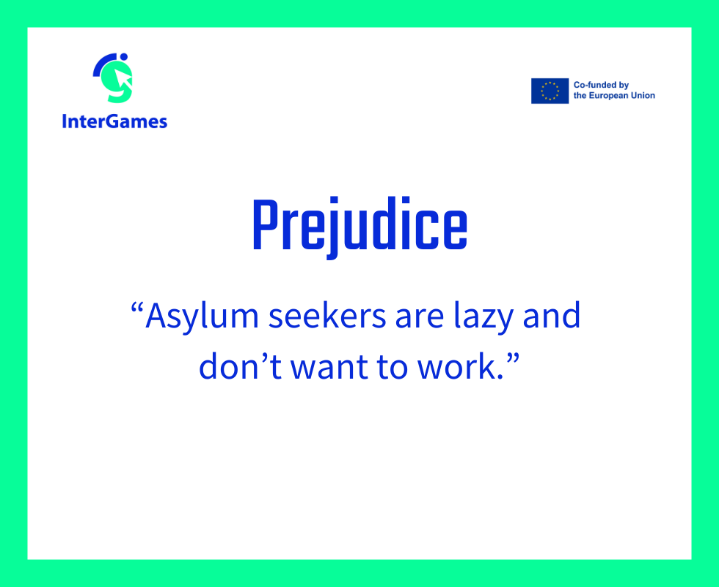 InterGames
Co-funded by
the European Union
Prejudice
“Asylum seekers are lazy and
don’t want to work.”